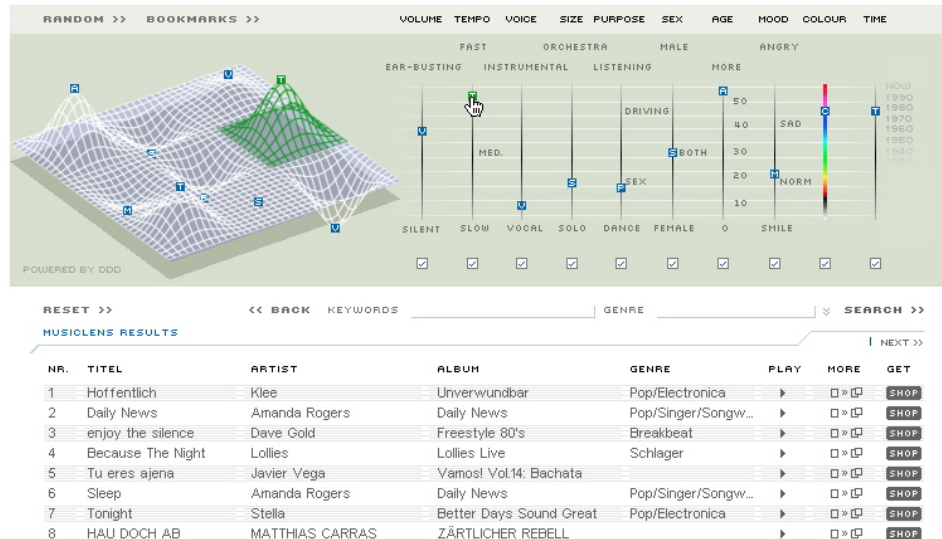 RANDOM >> BOOKMARKS >> VOLUME TEMPO VOICE SIZE PURPOSE SEX AGE MOOD COLOUR TIME
FAST ORCHESTRA MALE ANGRY
EAR-BUSTING INSTRUMENTAL LISTENING MORE
NOW
A V T T A 1990
50
DRIVING C T 1980
V 40 SAD 1970
1960
S MED. S BOTH 30 1950
1940
T S P SEX 20 M NORM
M S S V 10
V SILENT SLOW VOCAL SOLO DANCE FEMALE 0 SMILE
POWERED BY DDD
RESET >> << BACK KEYWORDS GENRE SEARCH >>
MUSICLENS RESULTS
NEXT >>
NR. TITEL ARTIST ALBUM GENRE PLAY MORE GET
1 Hoffentlich Klee Unverwundbar Pop/Electronica SHOP
2 Daily News Amanda Rogers Daily News Pop/Singer/Songw... SHOP
3 enjoy the silence Dave Gold Freestyle 80's Breakbeat SHOP
4 Because The Night Lollies Lollies Live Schlager SHOP
5 Tu eres ajena Javier Vega Vamos! Vol.14: Bachata SHOP
6 Sleep Amanda Rogers Daily News Pop/Singer/Songw... SHOP
7 Tonight Stella Better Days Sound Great Pop/Electronica SHOP
8 HAU DOCH AB MATTHIAS CARRAS ZÄRTLICHER REBELL SHOP